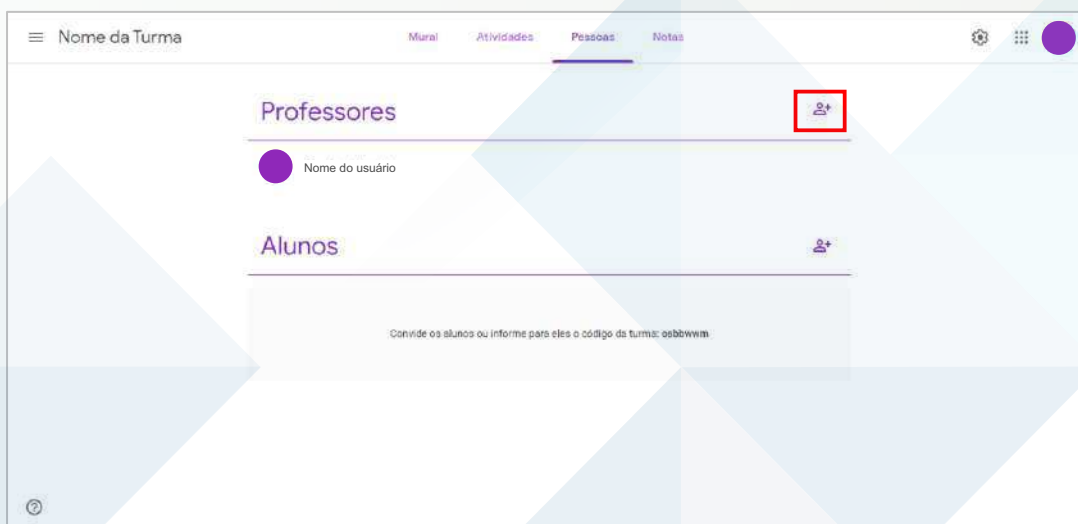 Nome da Turma
Mural Atividades Pessoas Notas
Professores
Nome do usuário
Alunos
Convide os alunos ou informe para eles o código da turma: osbbwwm